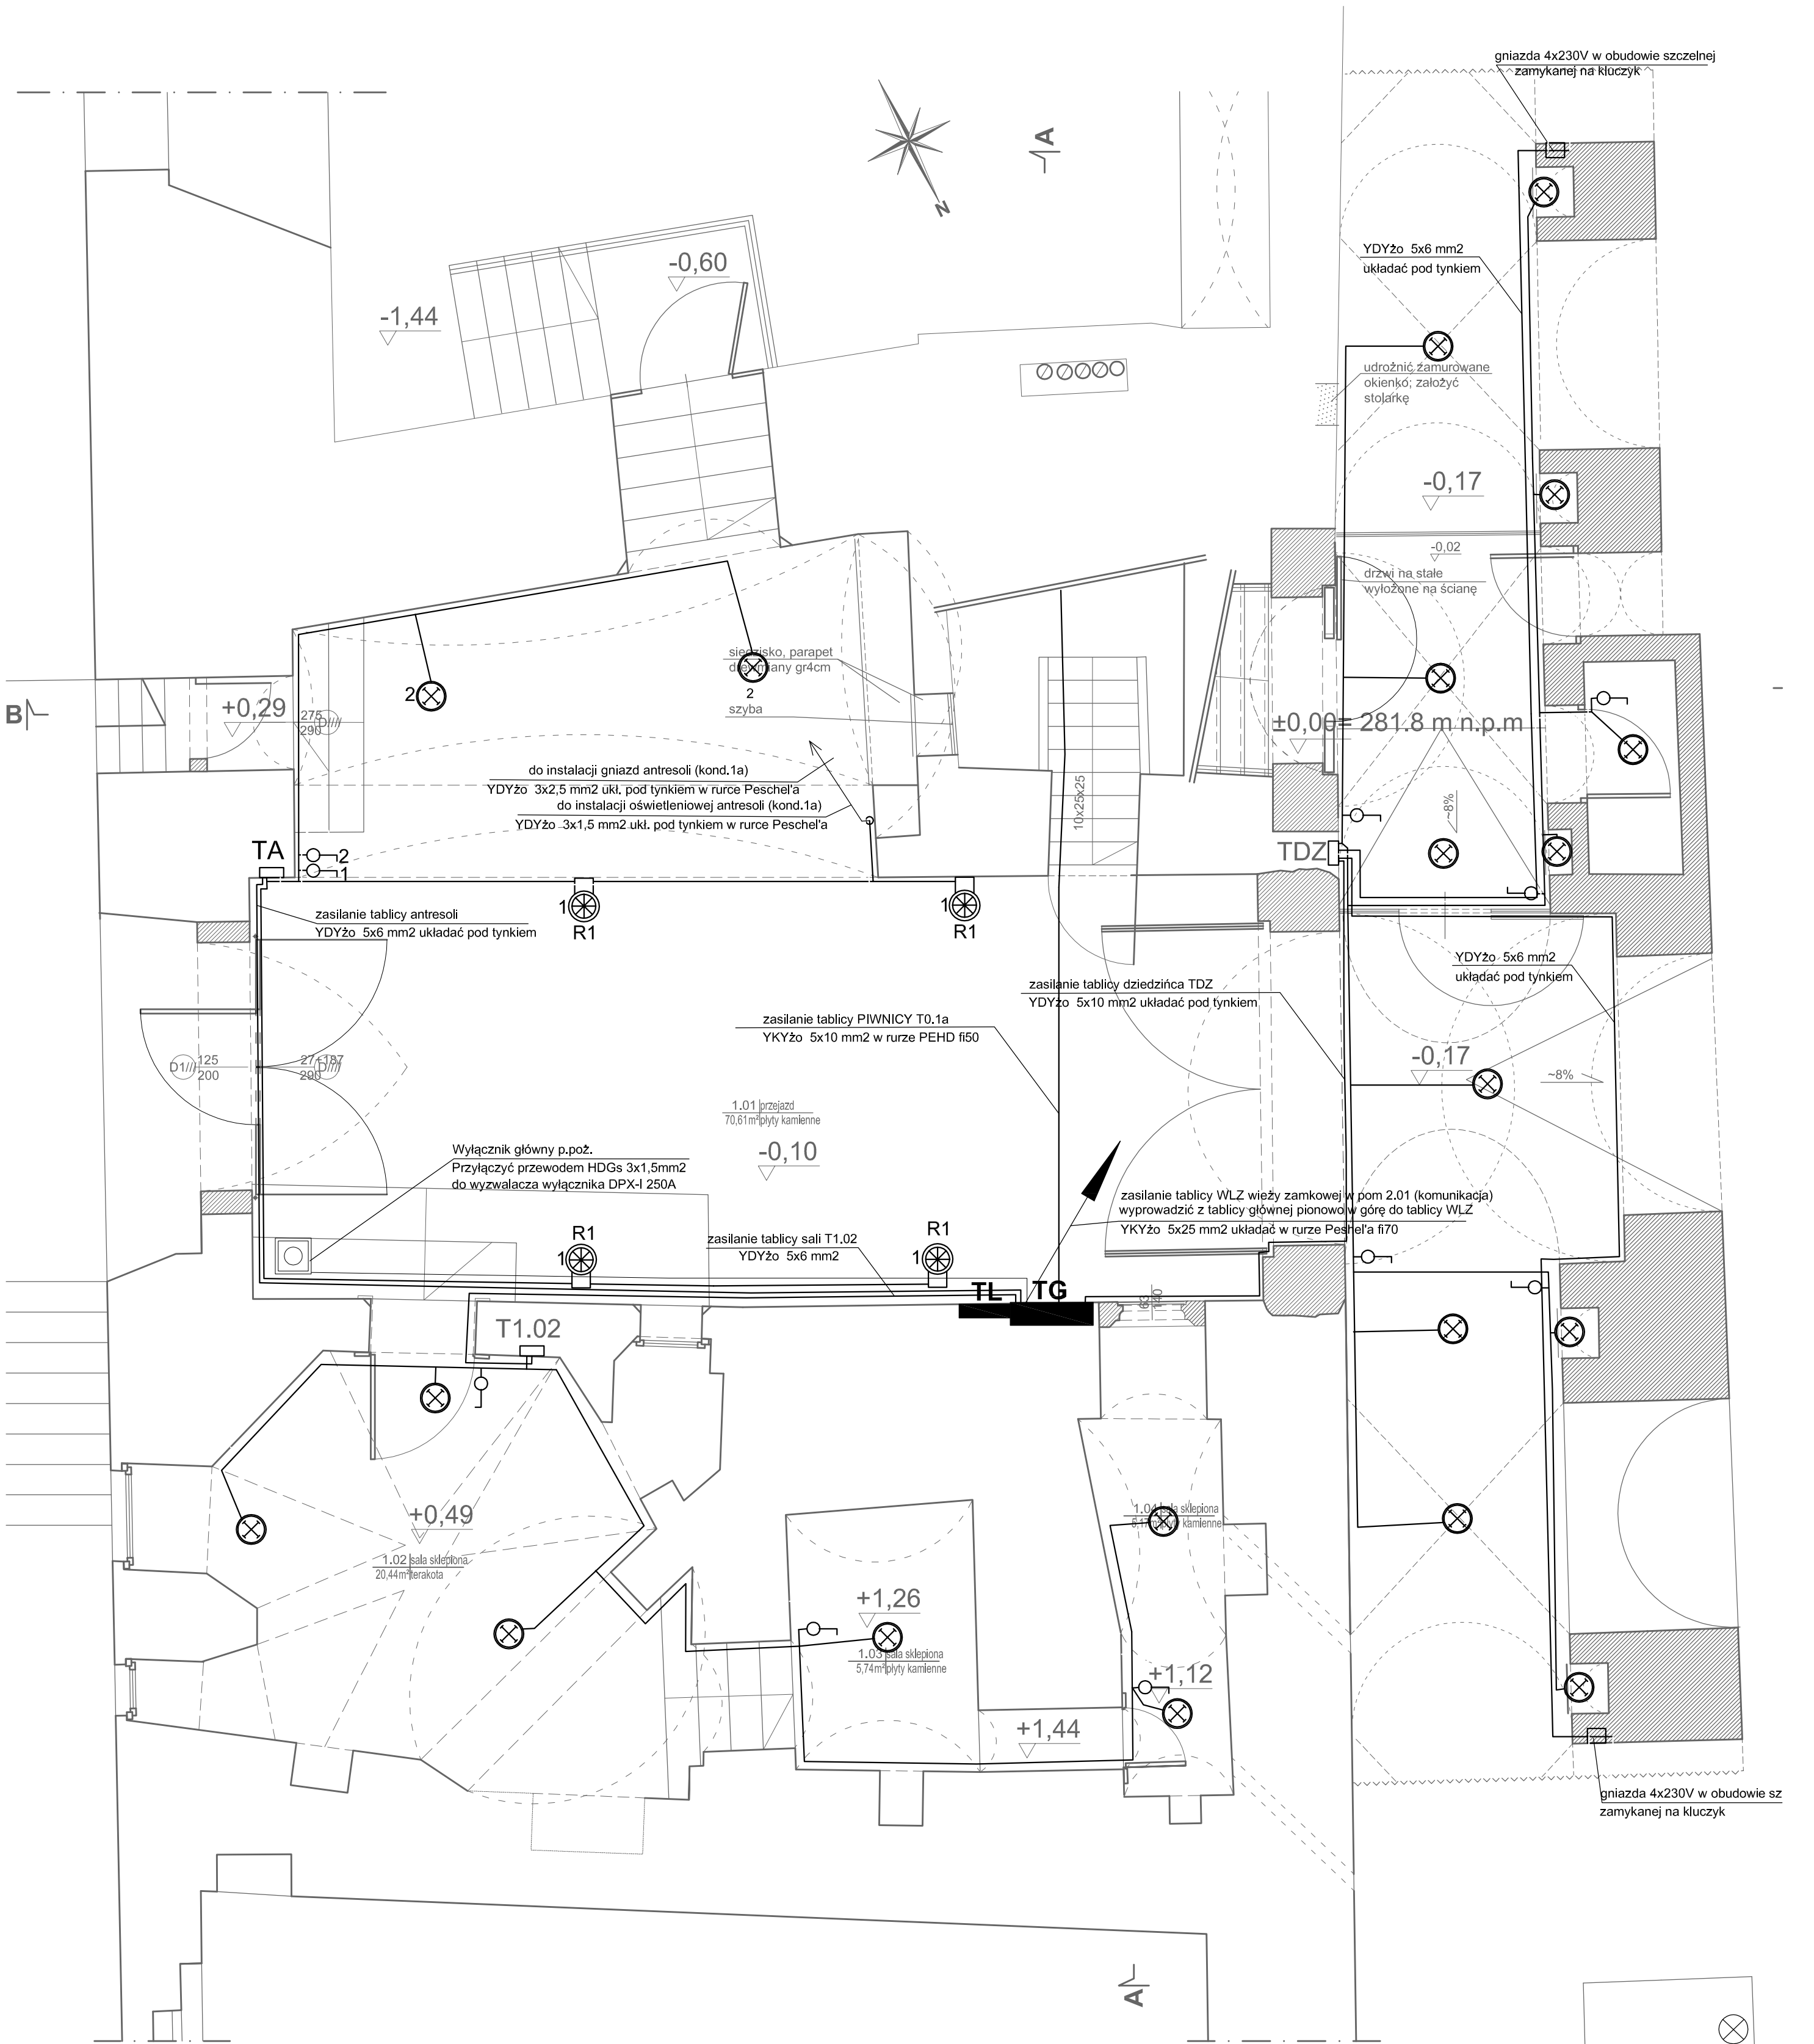 gniazda 4x230V w obudowie szczelnej
zamykanej na kluczyk
A
N
-0,60
-1,44
YDYżo 5x6 mm2
układać pod tynkiem
udrożnić zamurowane
okienko; założyć
stolarkę
-0,17
-0,02
drzwi na stałe
wyłożone na ścianę
siedzisko, parapet
drewniany gr4cm
2
2
szyba
B
+0,29
275
290
D////
±0,00= 281.8 m n.p.m
do instalacji gniazd antresoli (kond.1a)
YDYżo 3x2,5 mm2 ukł. pod tynkiem w rurce Peschel'a
do instalacji oświetleniowej antresoli (kond.1a)
YDYżo 3x1,5 mm2 ukł. pod tynkiem w rurce Peschel'a
10x25x25
~8%
TA
2
1
TDZ
zasilanie tablicy antresoli
YDYżo 5x6 mm2 układać pod tynkiem
1
R1
1
R1
YDYżo 5x6 mm2
układać pod tynkiem
zasilanie tablicy dziedzińca TDZ
YDYżo 5x10 mm2 układać pod tynkiem
zasilanie tablicy PIWNICY T0.1a
YKYżo 5x10 mm2 w rurze PEHD fi50
D1///
125
200
27+187
290
D////
-0,17
~8%
1.01 przejazd
70,61m² płyty kamienne
-0,10
Wyłącznik główny p.poż.
Przyłączyć przewodem HDGs 3x1,5mm2
do wyzwalacza wyłącznika DPX-I 250A
zasilanie tablicy WLZ wieży zamkowej w pom 2.01 (komunikacja)
wyprowadzić z tablicy głównej pionowo w górę do tablicy WLZ
YKYżo 5x25 mm2 układać w rurze Peshel'a fi70
R1
1
R1
1
zasilanie tablicy sali T1.02
YDYżo 5x6 mm2
TL
TG
63
140
T1.02
+0,49
1.02 sala sklepiona
20,44m² terakota
1.04 sala sklepiona
płyty kamienne
+1,26
1.03 sala sklepiona
5,74m² płyty kamienne
+1,12
+1,44
gniazda 4x230V w obudowie sz
zamykanej na kluczyk
A